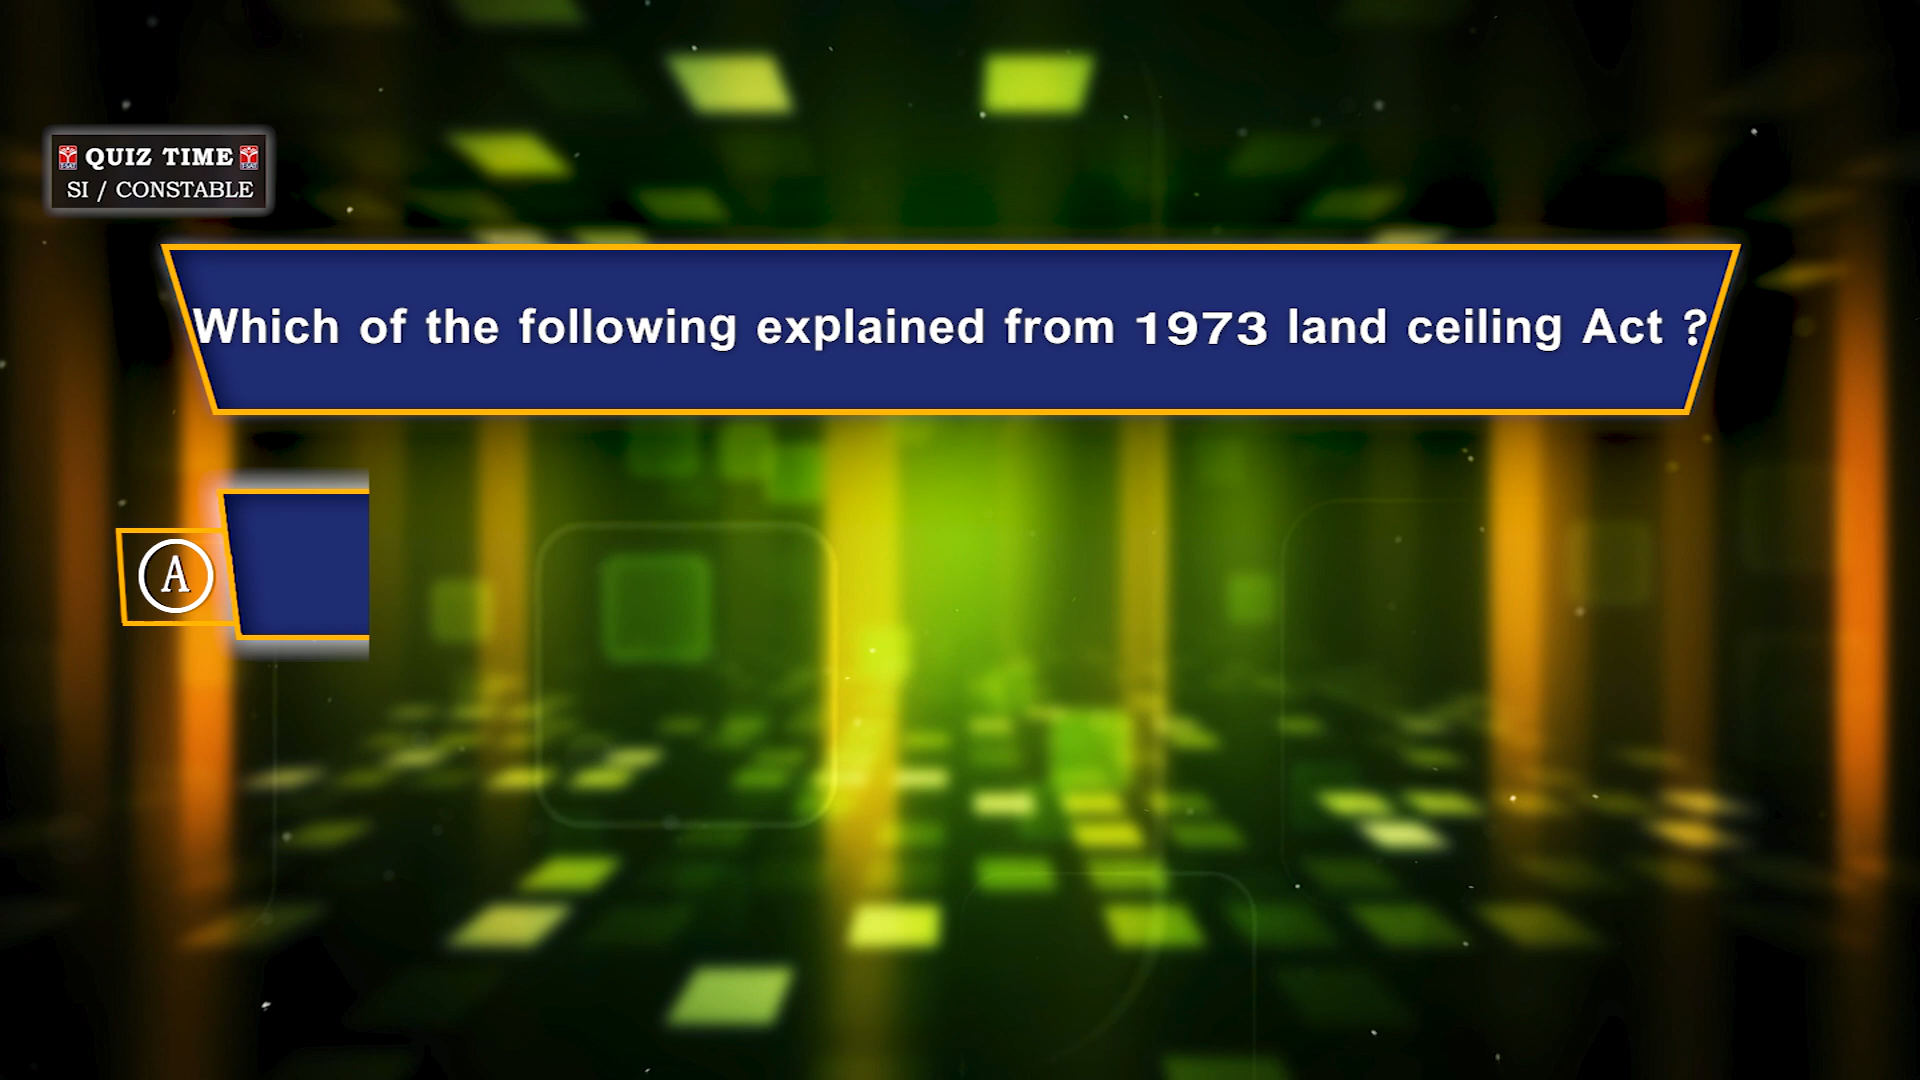 QUIZ TIME
SI / CONSTABLE
Which of the following explained from 1973 land ceiling Act ?
A